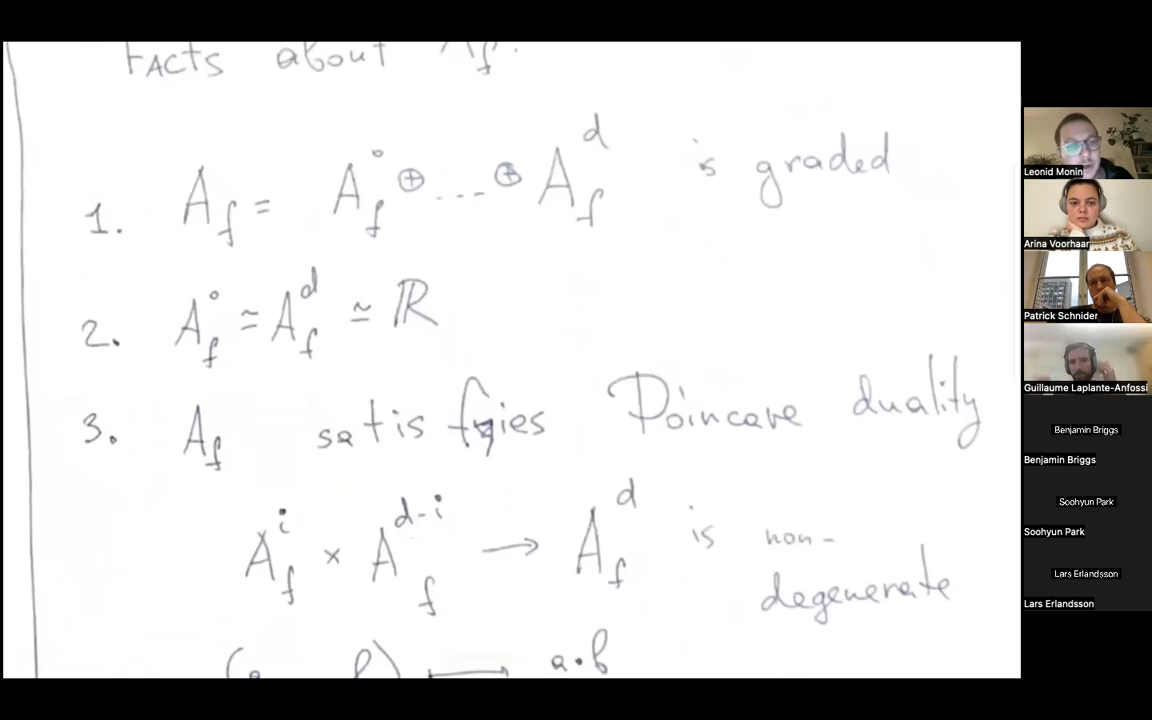 Facts about A_f.
1. A_f = A_f^0 ⊕ ... ⊕ A_f^d is graded
2. A_f^0 ≃ A_f^d ≃ ℝ
3. A_f satisfyies Poincare duality
A_f^i × A_f^{d-i} → A_f^d is non-
degenerate
(a b) ⟼ a·b
Leonid Monin
Arina Voorhaar
Patrick Schnider
Guillaume Laplante-Anfossi
Benjamin Briggs
Benjamin Briggs
Soohyun Park
Soohyun Park
Lars Erlandsson
Lars Erlandsson